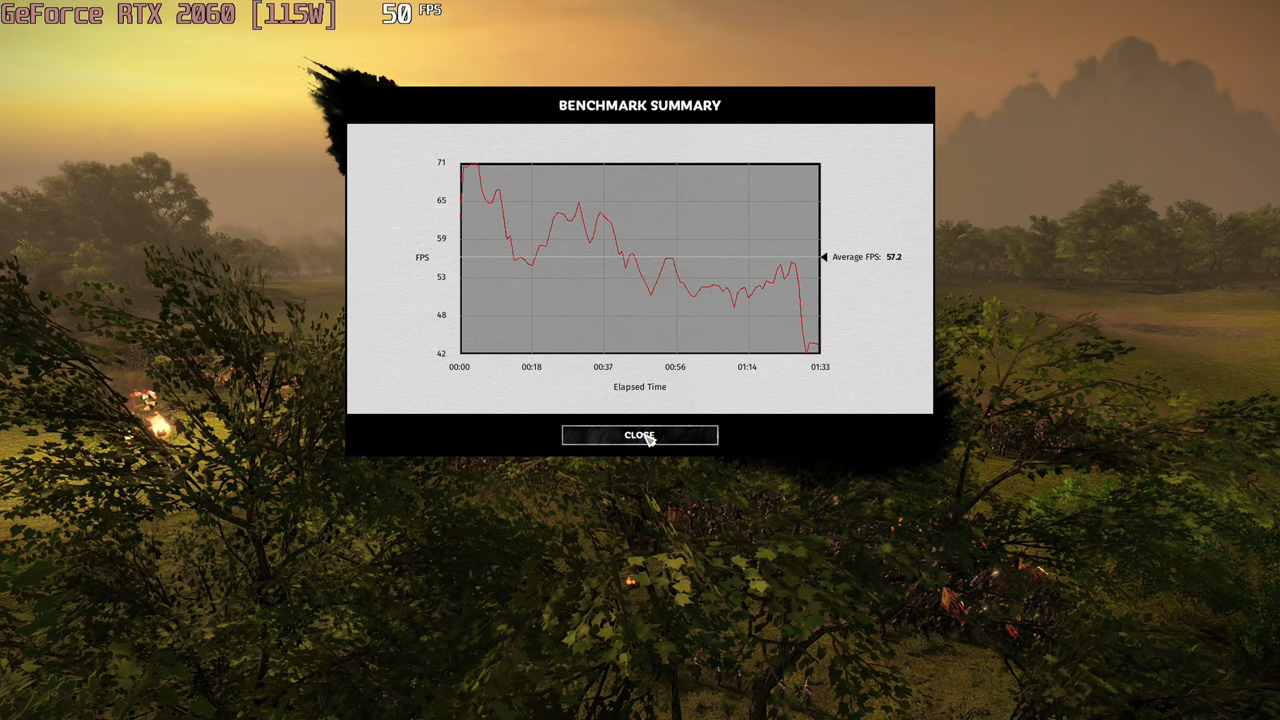 GeForce RTX 2060 [115W] 50 FPS
BENCHMARK SUMMARY
71
65
59
FPS
Average FPS: 57.2
53
48
42
00:00 00:18 00:37 00:56 01:14 01:33
Elapsed Time
CLOSE